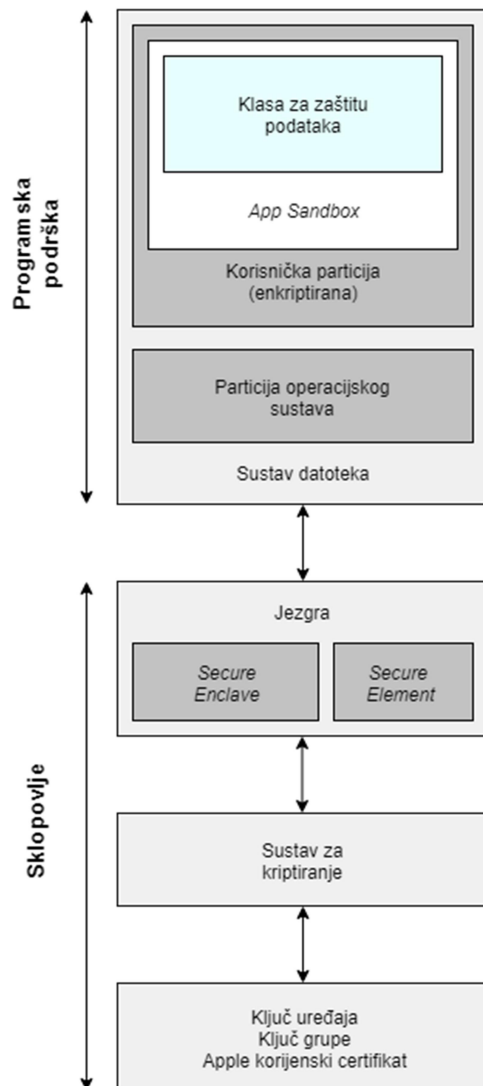 Programska
podrška
Klasa za zaštitu
podataka
App Sandbox
Korisnička particija
(enkriptirana)
Particija operacijskog
sustava
Sustav datoteka
Sklopovlje
Jezgra
Secure
Enclave
Secure
Element
Sustav za
kriptiranje
Ključ uređaja
Ključ grupe
Apple korijenski certifikat